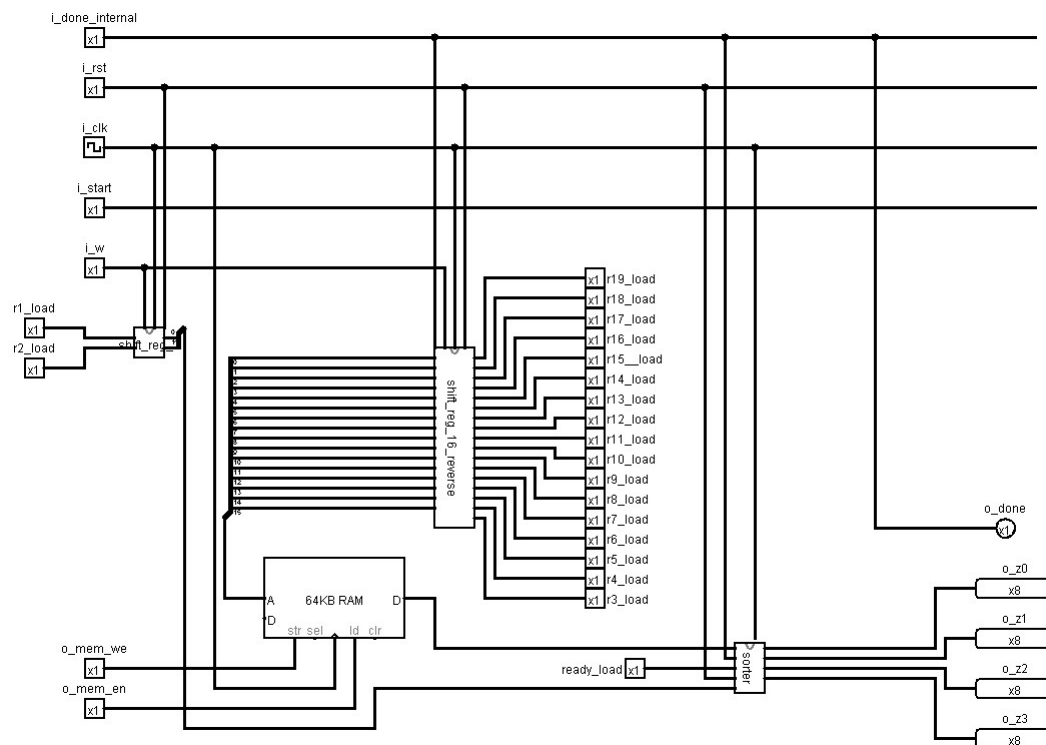 i_done_internal
x1
i_rst
x1
i_clk
i_start
x1
i_w
x1
r1_load
x1
r2_load
x1
shift_reg_
x1 r19_load
x1 r18_load
x1 r17_load
x1 r16_load
x1 r15__load
x1 r14_load
x1 r13_load
x1 r12_load
x1 r11_load
x1 r10_load
x1 r9_load
x1 r8_load
x1 r7_load
x1 r6_load
x1 r5_load
x1 r4_load
x1 r3_load
shift_reg_16_reverse
o_done
x1
A 64KB RAM D
D
str sel ld clr
o_mem_we
x1
o_mem_en
x1
ready_load x1
sorter
o_z0
x8
o_z1
x8
o_z2
x8
o_z3
x8